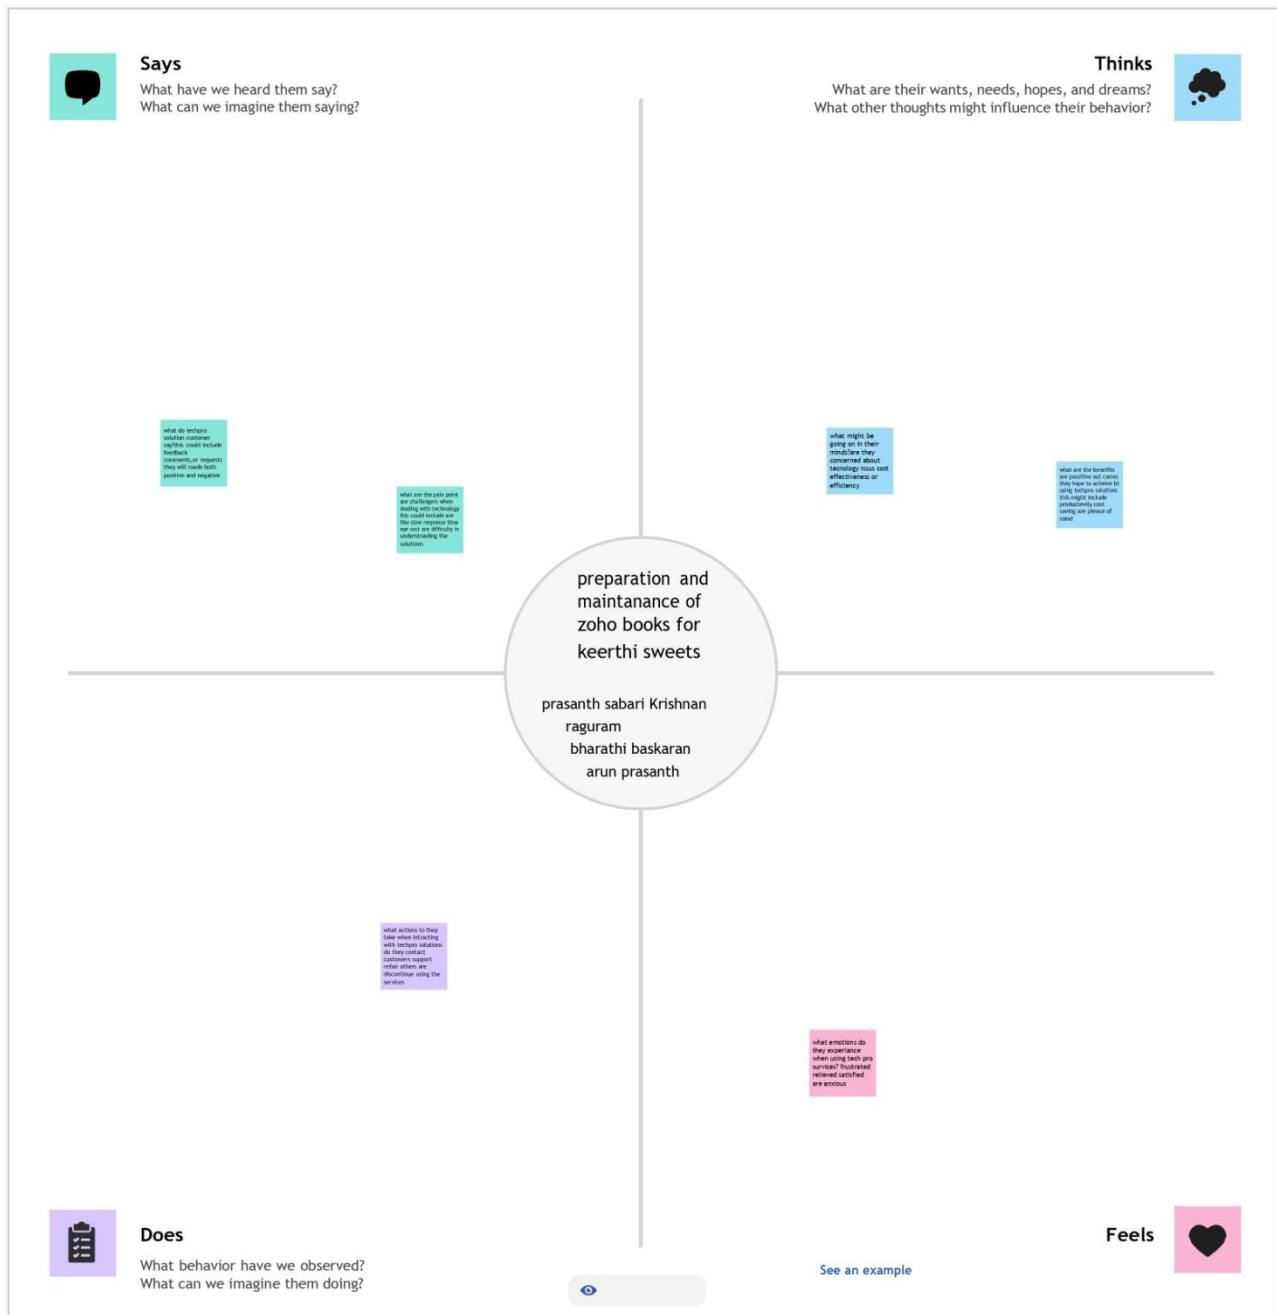 Says
What have we heard them say?
What can we imagine them saying?
Thinks
What are their wants, needs, hopes, and dreams?
What other thoughts might influence their behavior?
what do techpro
solution customer
say?this could include
feedback
comments,or requests
they will made both
positive and negative
what are the pain point
are challengers when
dealing with technology
this could include are
like slow response time
eye cost are difficulty in
understnading the
solutions
what might be
going on in their
minds?are they
concerned about
tecnology issus cost
effectiveness or
efficiency
what are the benefits
are posiitive out comes
they hope to acheive bt
using techpro solutions
this might include
productevily cost
saving are pleace of
mind
preparation and
maintanance of
zoho books for
keerthi sweets
prasanth sabari Krishnan
raguram
bharathi baskaran
arun prasanth
what actions to they
take when intracting
with techpro solutions
do they contact
customers support
refair others are
discontinue using the
services
what emotions do
they experiance
when using tech pro
survices? frustrated
relieved satisfied
are anxious
Does
What behavior have we observed?
What can we imagine them doing?
Feels
See an example